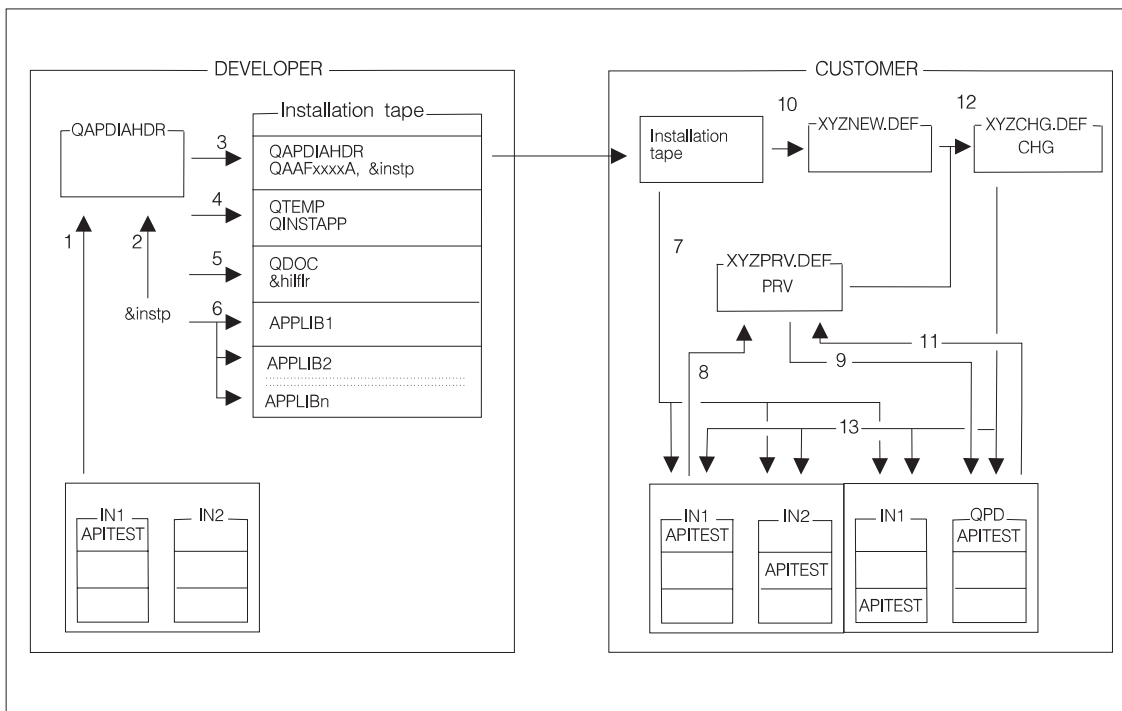 DEVELOPER
QAPDIAHDR
Installation tape
3
QAPDIAHDR
QAAFxxxxA, &instp
4
QTEMP
QINSTAPP
1
2
5
QDOC
&hilflr
&instp
6
APPLIB1
APPLIB2
APPLIBn
IN1
APITEST
IN2
CUSTOMER
Installation
tape
10
XYZNEW.DEF
12
XYZCHG.DEF
CHG
7
XYZPRV.DEF
PRV
8
9
11
13
IN1
APITEST
IN2
APITEST
IN1
APITEST
QPD
APITEST